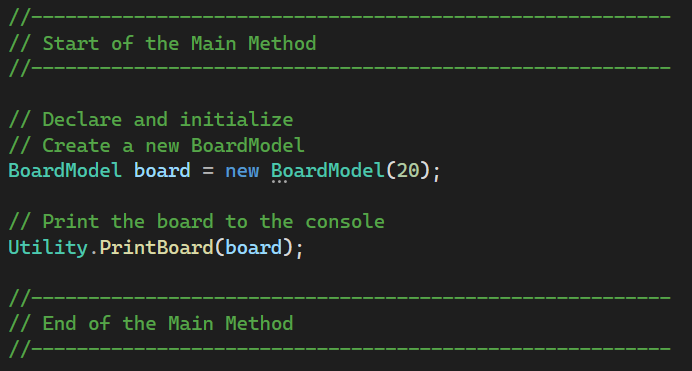 //---------------------------------------------------------
// Start of the Main Method
//---------------------------------------------------------
// Declare and initialize
// Create a new BoardModel
BoardModel board = new BoardModel(20);
// Print the board to the console
Utility.PrintBoard(board);
//---------------------------------------------------------
// End of the Main Method
//---------------------------------------------------------